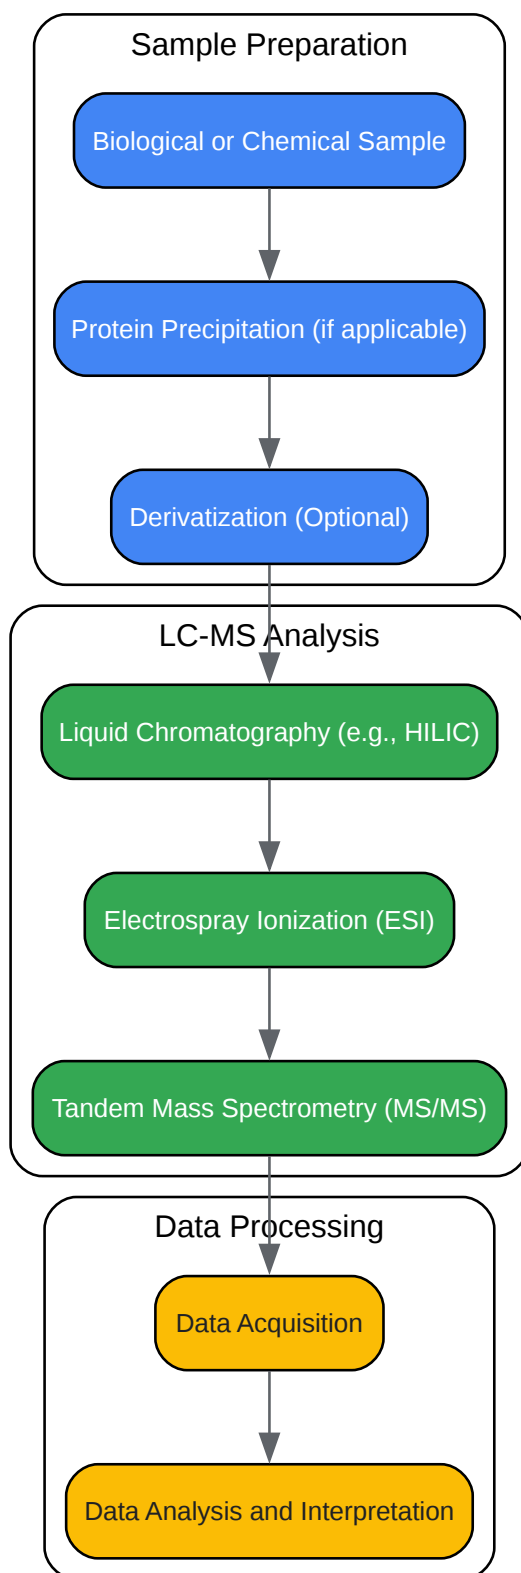 Sample Preparation
Biological or Chemical Sample
Protein Precipitation (if applicable)
Derivatization (Optional)
LC-MS Analysis
Liquid Chromatography (e.g., HILIC)
Electrospray Ionization (ESI)
Tandem Mass Spectrometry (MS/MS)
Data Processing
Data Acquisition
Data Analysis and Interpretation